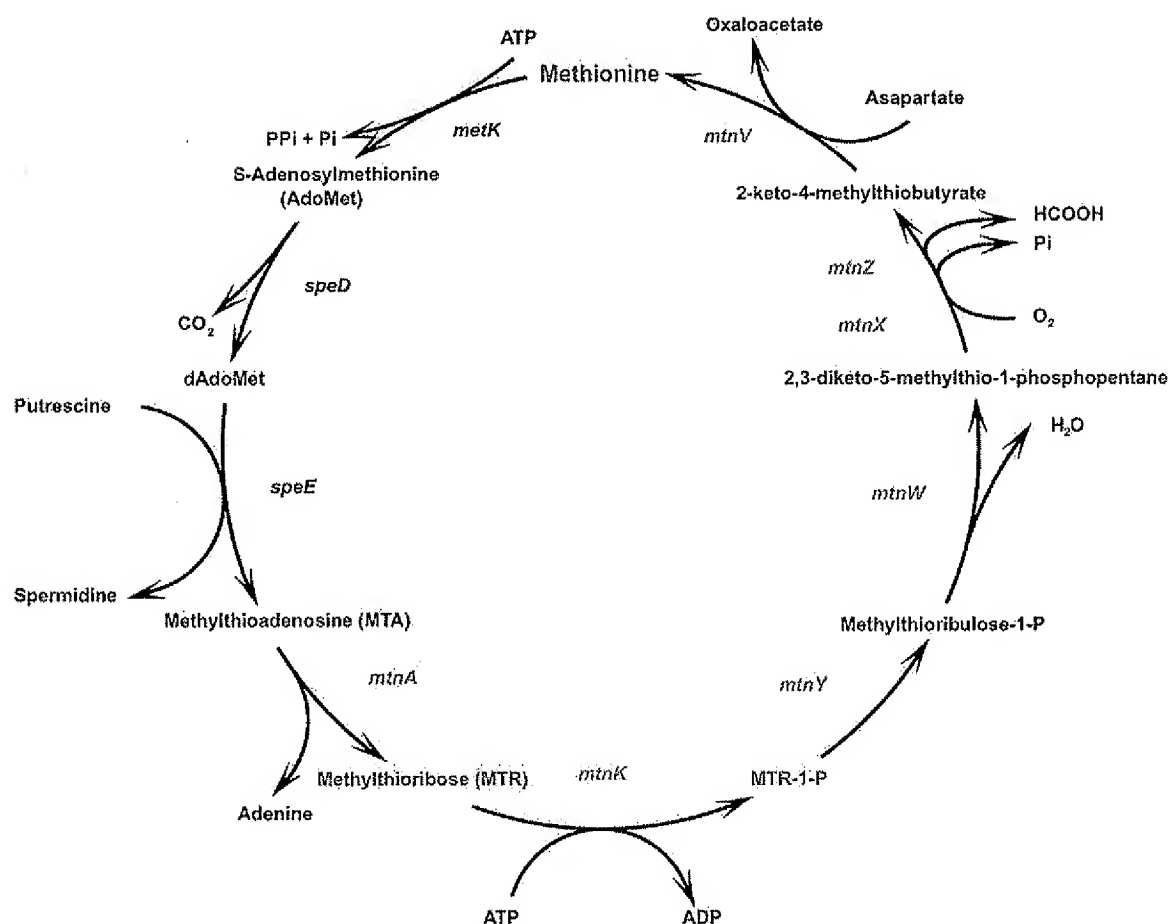 Oxaloacetate
ATP
Methionine
Asapartate
PPi + Pi
metK
mtnV
S-Adenosylmethionine
(AdoMet)
2-keto-4-methylthiobutyrate
HCOOH
Pi
mtnZ
speD
CO₂
mtnX
O₂
dAdoMet
2,3-diketo-5-methylthio-1-phosphopentane
Putrescine
H₂O
speE
mtnW
Spermidine
Methylthioadenosine (MTA)
Methylthioribulose-1-P
mtnA
mtnY
Methylthioribose (MTR)
mtnK
MTR-1-P
Adenine
ATP
ADP